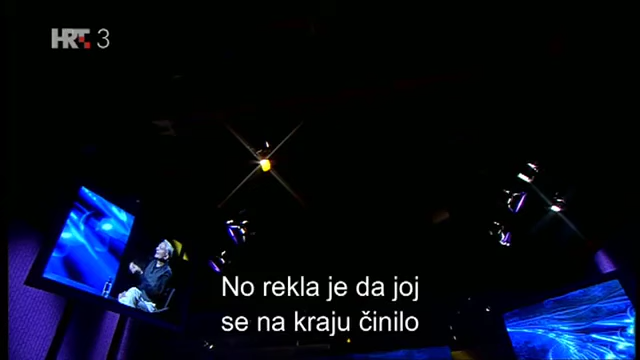 HRT 3
No rekla je da joj
se na kraju činilo